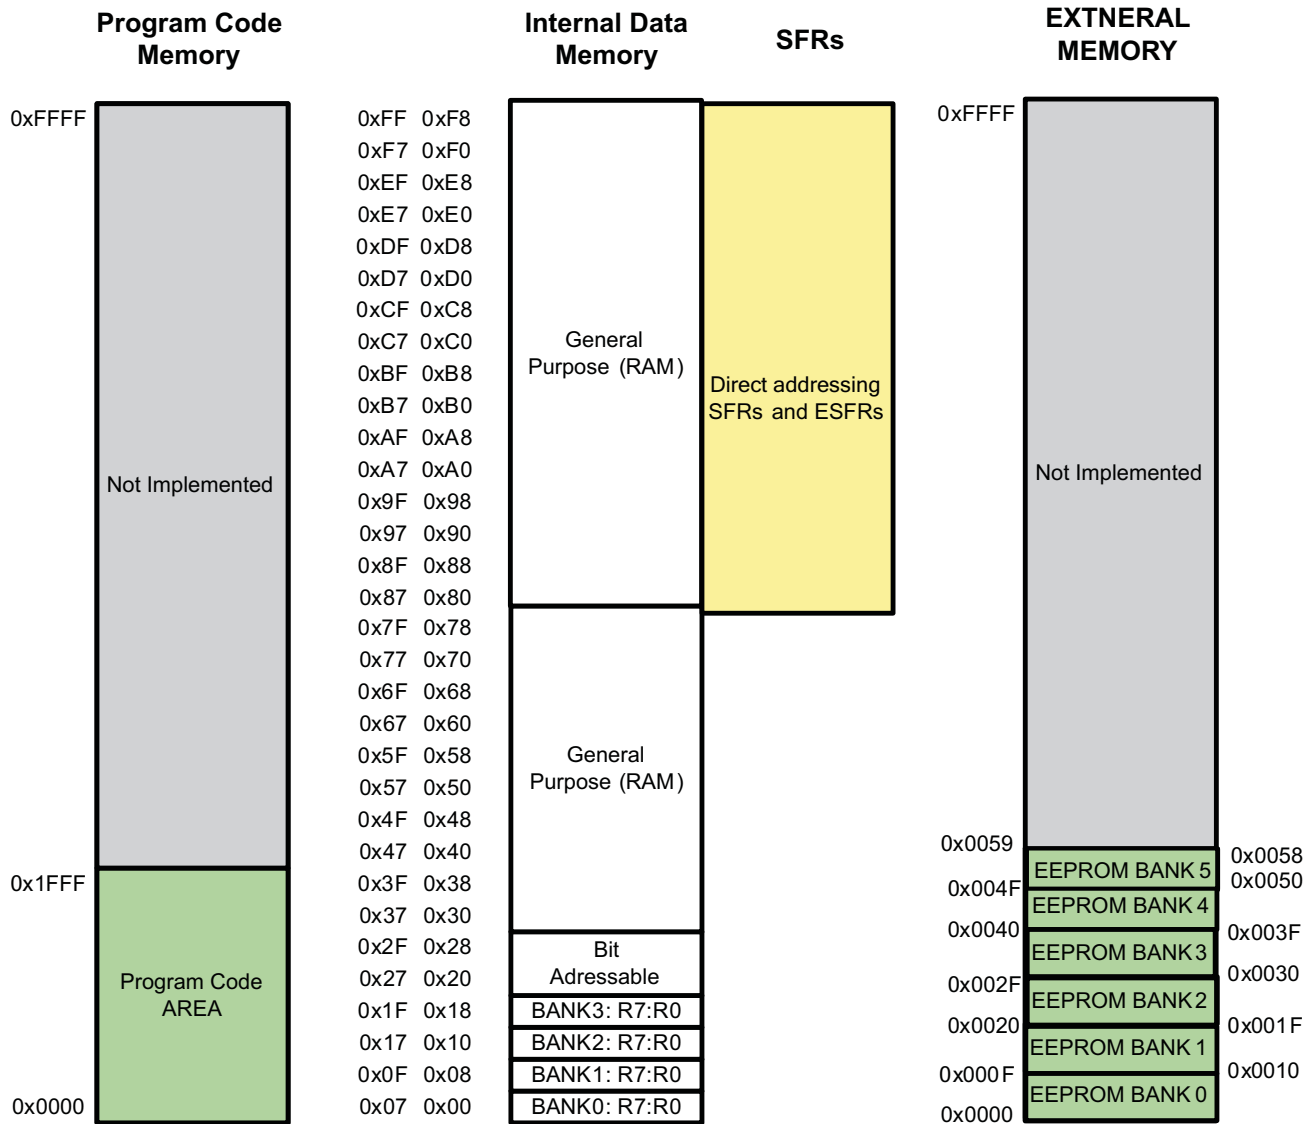 Program Code
Memory
0xFFFF
Not Implemented
0x1FFF
Program Code
AREA
0x0000
Internal Data
Memory
SFRs
0xFF 0xF8
0xF7 0xF0
0xEF 0xE8
0xE7 0xE0
0xDF 0xD8
0xD7 0xD0
0xCF 0xC8
0xC7 0xC0
0xBF 0xB8
0xB7 0xB0
0xAF 0xA8
0xA7 0xA0
0x9F 0x98
0x97 0x90
0x8F 0x88
0x87 0x80
0x7F 0x78
0x77 0x70
0x6F 0x68
0x67 0x60
0x5F 0x58
0x57 0x50
0x4F 0x48
0x47 0x40
0x3F 0x38
0x37 0x30
0x2F 0x28
0x27 0x20
0x1F 0x18
0x17 0x10
0x0F 0x08
0x07 0x00
General
Purpose (RAM)
General
Purpose (RAM)
Bit
Adressable
BANK3: R7:R0
BANK2: R7:R0
BANK1: R7:R0
BANK0: R7:R0
Direct addressing
SFRs and ESFRs
EXTNERAL
MEMORY
0xFFFF
Not Implemented
0x0059
EEPROM BANK 5
0x0058
0x0050
0x004F
EEPROM BANK 4
0x0040
0x003F
EEPROM BANK 3
0x0030
0x002F
EEPROM BANK 2
0x0020
0x001F
EEPROM BANK 1
0x0010
0x000F
EEPROM BANK 0
0x0000